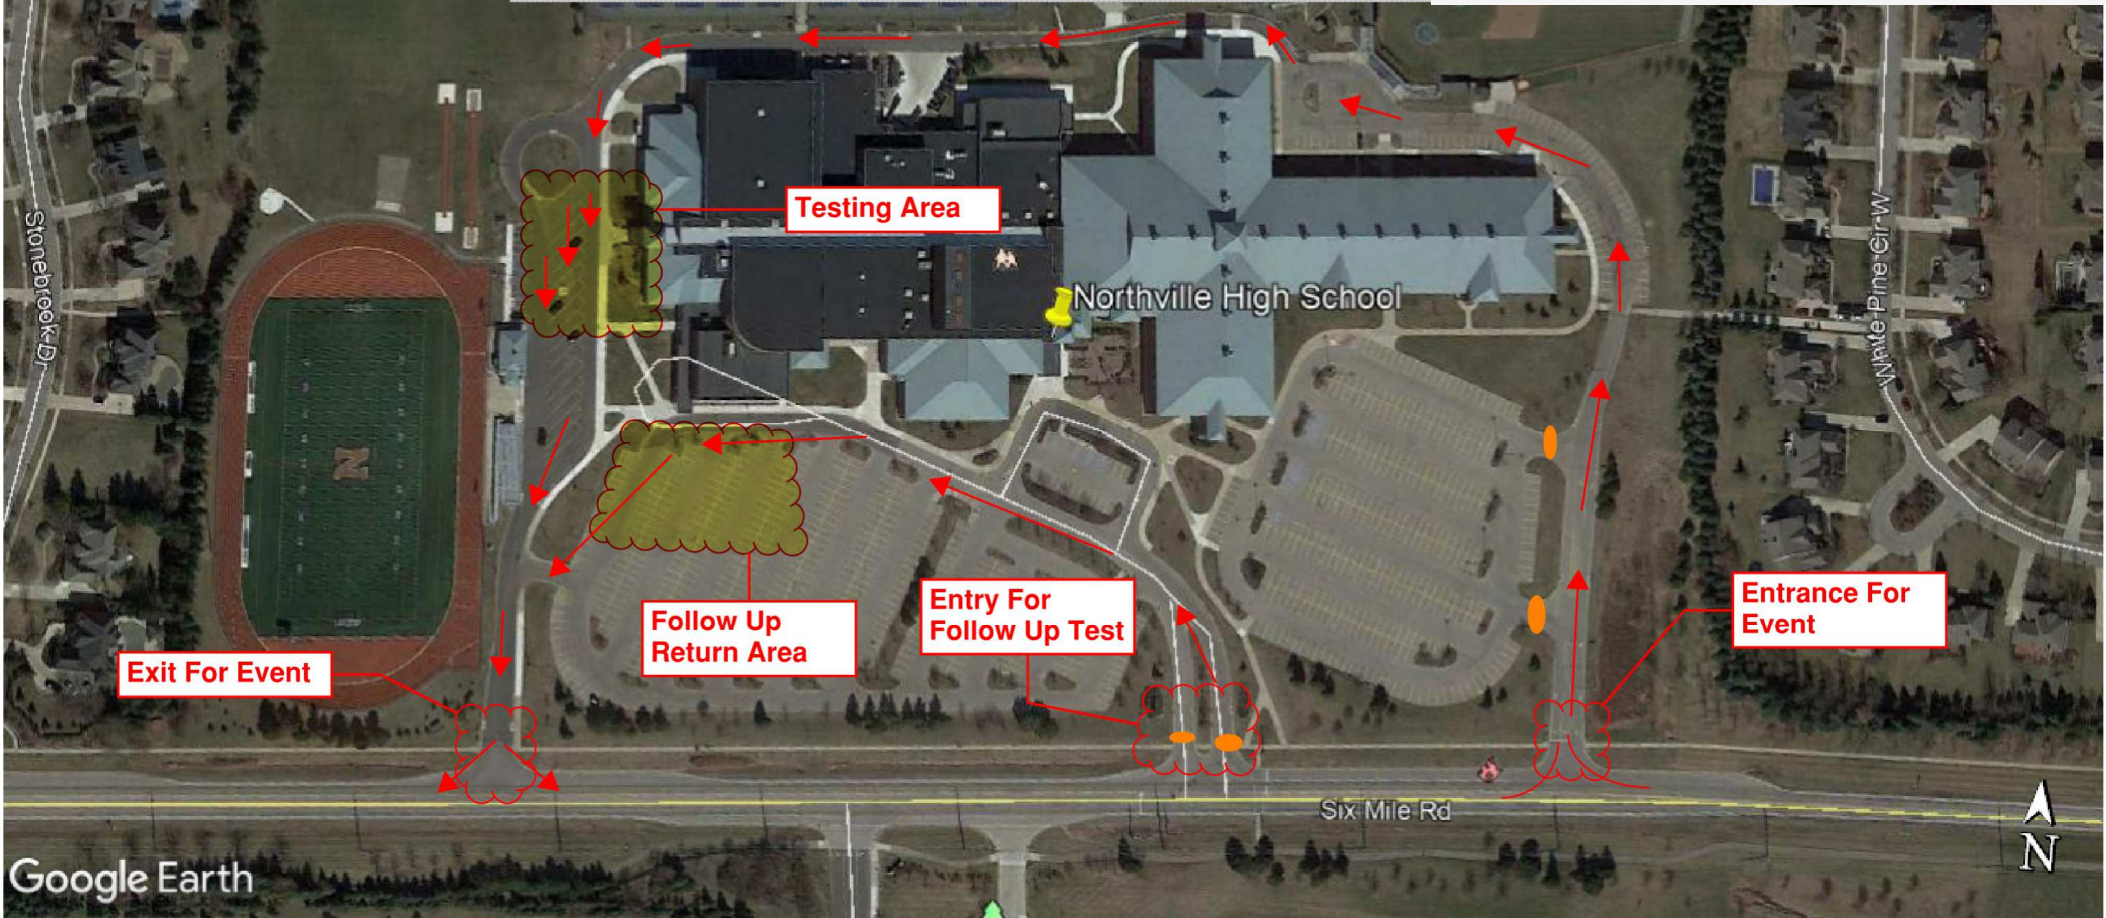 Testing Area
Northville High School
Stonebrook-Dr
White Pine Cir-W
N
Follow Up
Return Area
Entry For
Follow Up Test
Entrance For
Event
Exit For Event
Six Mile Rd
N
Google Earth